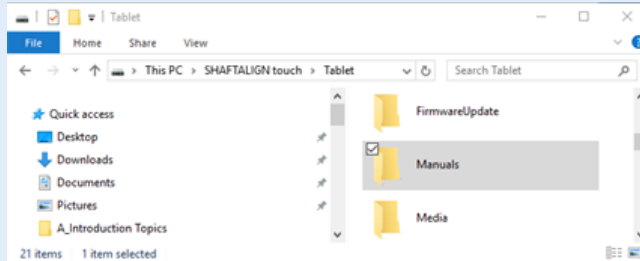 Tablet
File Home Share View
This PC > SHAFTALIGN touch > Tablet
Search Tablet
Quick access
Desktop
Downloads
Documents
Pictures
A_Introduction Topics
FirmwareUpdate
Manuals
Media
21 items 1 item selected